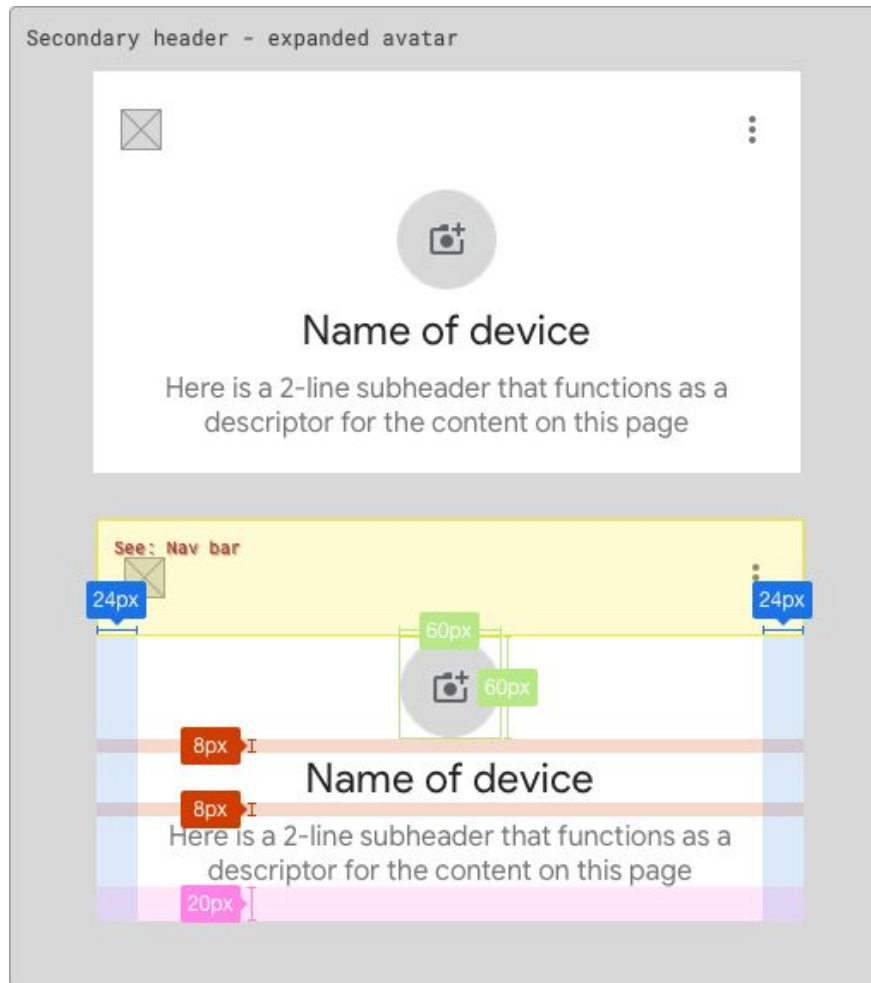 Secondary header - expanded avatar
Name of device
Here is a 2-line subheader that functions as a
descriptor for the content on this page
See: Nav bar
24px
24px
60px
60px
8px
Name of device
8px
Here is a 2-line subheader that functions as a
descriptor for the content on this page
20px